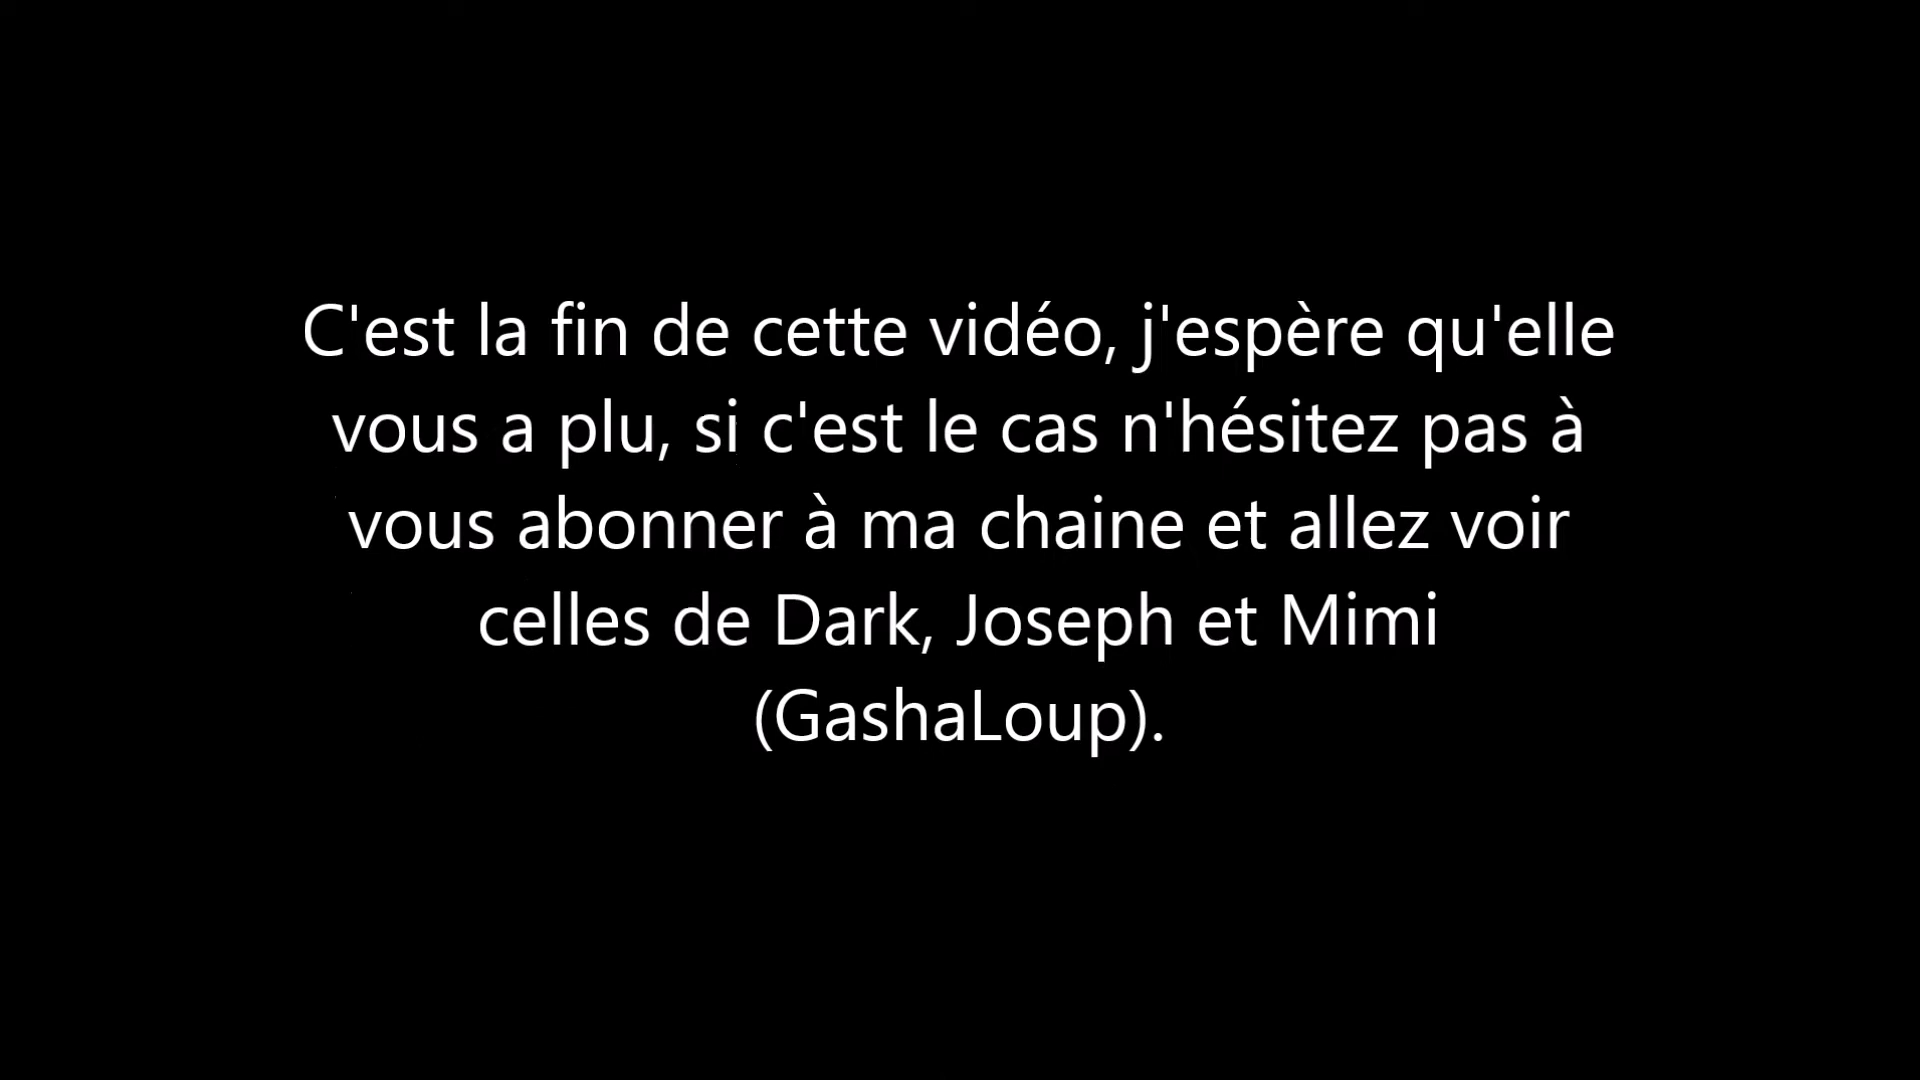 C'est la fin de cette vidéo, j'espère qu'elle
vous a plu, si c'est le cas n'hésitez pas à
vous abonner à ma chaine et allez voir
celles de Dark, Joseph et Mimi
(GashaLoup).